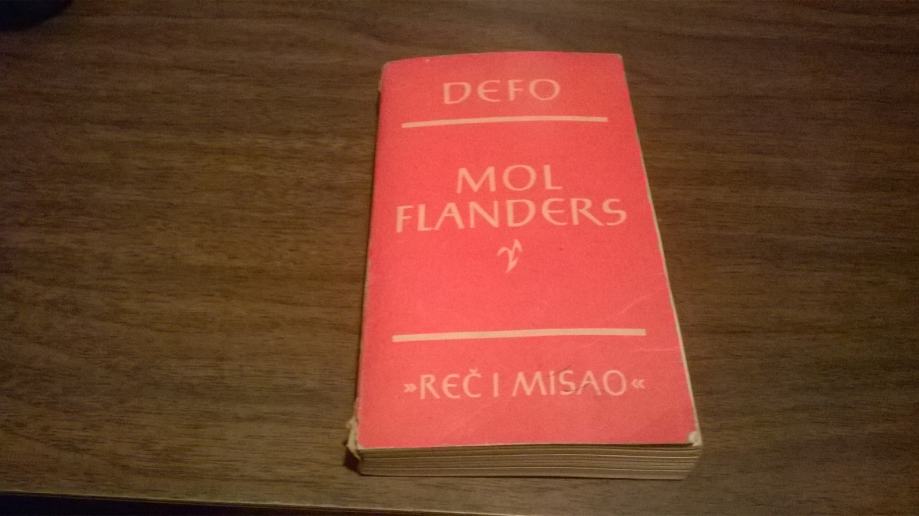 DEFO
MOL
FLANDERS
»REČ I MISAO«